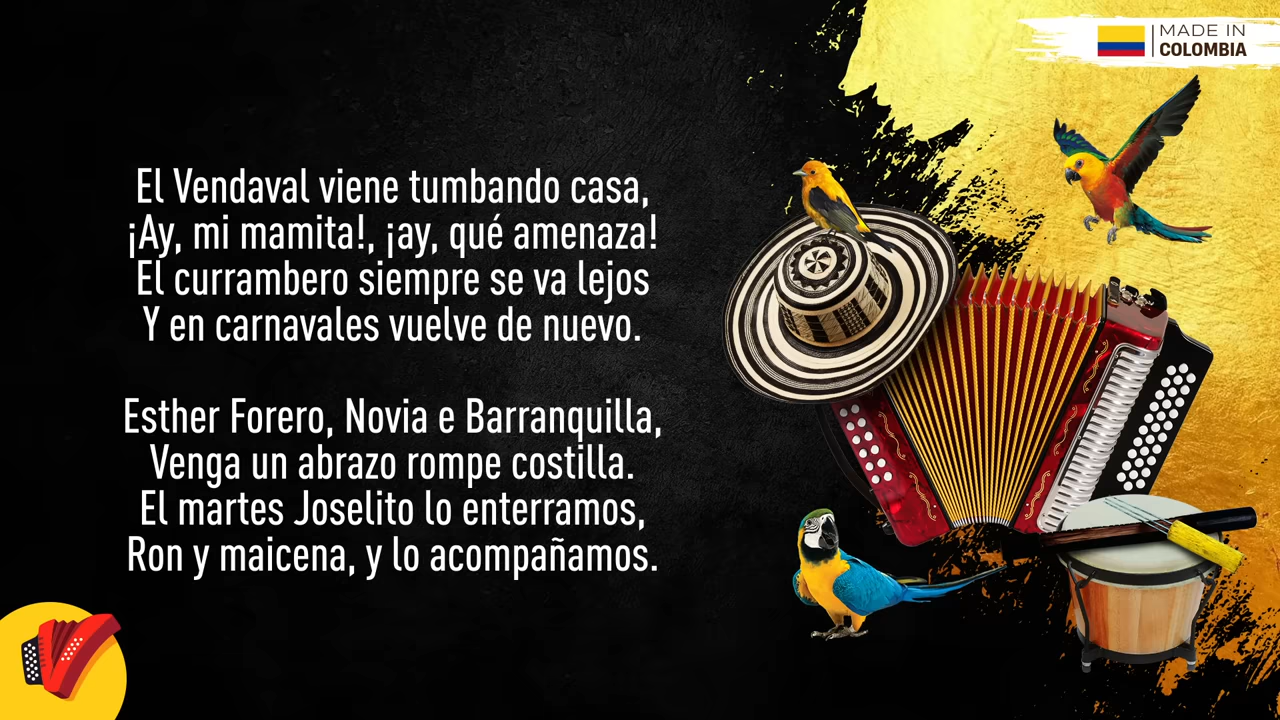 MADE IN
COLOMBIA
El Vendaval viene tumbando casa,
¡Ay, mi mamita!, ¡ay, qué amenaza!
El currambero siempre se va lejos
Y en carnavales vuelve de nuevo.
Esther Forero, Novia e Barranquilla,
Venga un abrazo rompe costilla.
El martes Joselito lo enterramos,
Ron y maicena, y lo acompañamos.